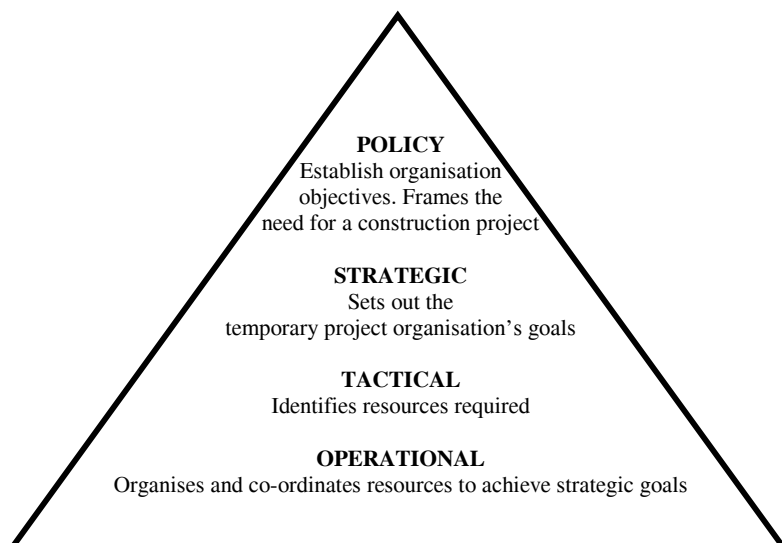 POLICY
Establish organisation
objectives. Frames the
need for a construction project
STRATEGIC
Sets out the
temporary project organisation's goals
TACTICAL
Identifies resources required
OPERATIONAL
Organises and co-ordinates resources to achieve strategic goals